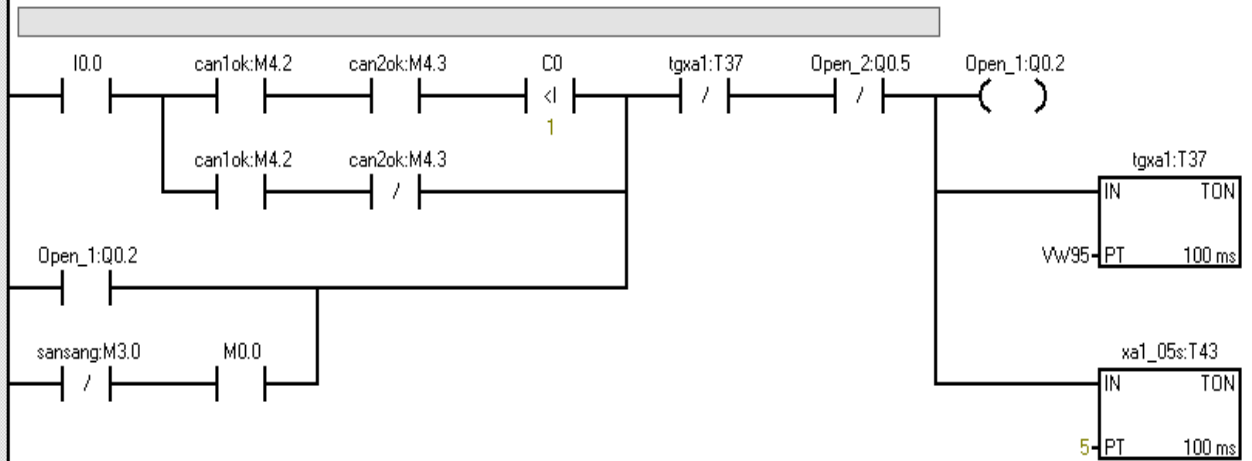 I0.0 can1ok:M4.2 can2ok:M4.3 C0 tgxa1:T37 Open_2:Q0.5 Open_1:Q0.2
/ /
<I
1
can1ok:M4.2 can2ok:M4.3
/
tgxa1:T37
IN TON
VW95 PT 100 ms
Open_1:Q0.2
sansang:M3.0 M0.0
/
xa1_05s:T43
IN TON
5 PT 100 ms